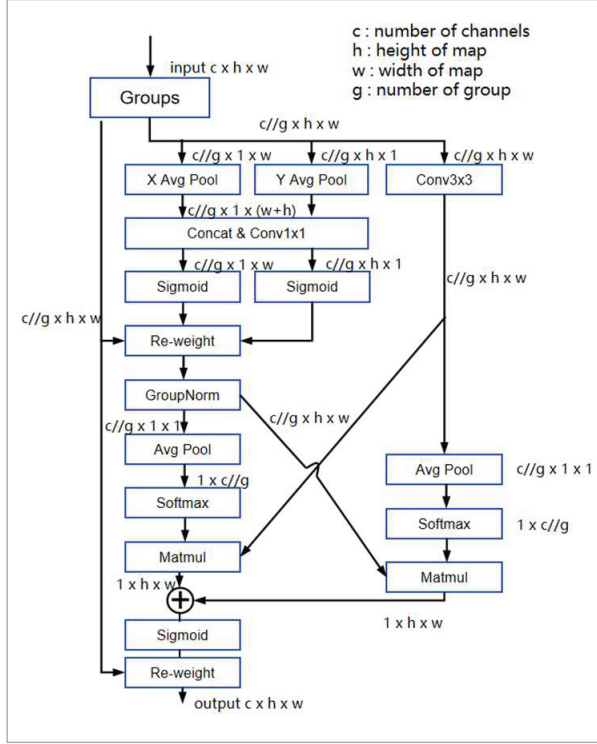 c : number of channels
h : height of map
w : width of map
g : number of group
input c x h x w
Groups
c//g x h x w
c//g x 1 x w
c//g x h x 1
c//g x h x w
X Avg Pool
Y Avg Pool
Conv3x3
c//g x 1 x (w+h)
Concat & Conv1x1
c//g x 1 x w
c//g x h x 1
c//g x h x w
Sigmoid
Sigmoid
c//g x h x w
Re-weight
GroupNorm
c//g x h x w
c//g x 1 x 1
Avg Pool
Avg Pool
c//g x 1 x 1
1 x c//g
Softmax
Softmax
1 x c//g
Matmul
Matmul
1 x h x w
+
1 x h x w
Sigmoid
Re-weight
output c x h x w